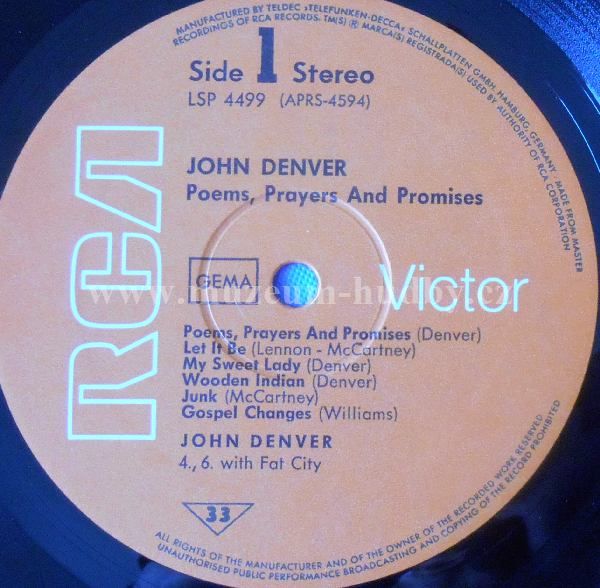 MANUFACTURED BY TELDEC »TELEFUNKEN-DECCA« SCHALLPLATTEN GMBH, HAMBURG, GERMANY · MADE FROM MASTER
RECORDINGS OF RCA RECORDS. TM(S) ® MARCA(S) REGISTRADA(S) USED BY AUTHORITY OF RCA CORPORATION
Side 1 Stereo
LSP 4499 (APRS-4594)
JOHN DENVER
Poems, Prayers And Promises
RCA
GEMA
Victor
www.muzeum-hudby.cz
Poems, Prayers And Promises (Denver)
Let It Be (Lennon - McCartney)
My Sweet Lady (Denver)
Wooden Indian (Denver)
Junk (McCartney)
Gospel Changes (Williams)
JOHN DENVER
4., 6. with Fat City
33
ALL RIGHTS OF THE MANUFACTURER AND OF THE OWNER OF THE RECORDED WORK RESERVED
UNAUTHORISED PUBLIC PERFORMANCE BROADCASTING AND COPYING OF THE RECORD PROHIBITED